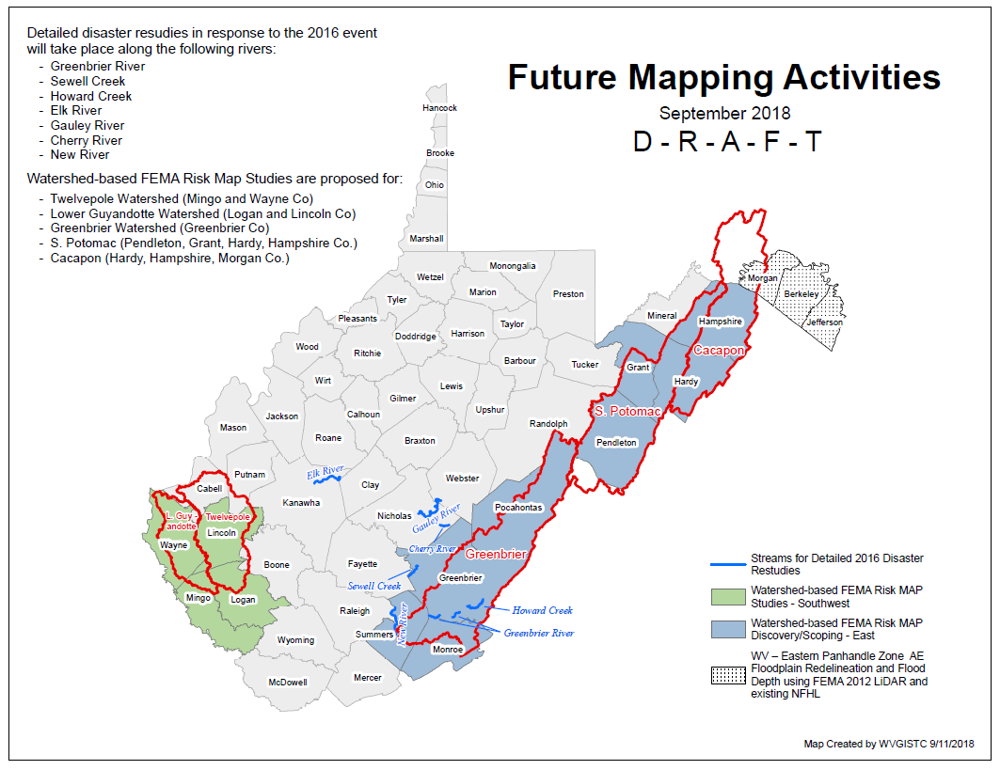 Detailed disaster resudies in response to the 2016 event
will take place along the following rivers:
- Greenbrier River
- Sewell Creek
- Howard Creek
- Elk River
- Gauley River
- Cherry River
- New River
Watershed-based FEMA Risk Map Studies are proposed for:
- Twelvepole Watershed (Mingo and Wayne Co)
- Lower Guyandotte Watershed (Logan and Lincoln Co)
- Greenbrier Watershed (Greenbrier Co)
- S. Potomac (Pendleton, Grant, Hardy, Hampshire Co.)
- Cacapon (Hardy, Hampshire, Morgan Co.)
Future Mapping Activities
September 2018
D - R - A - F - T
Hancock
Brooke
Ohio
Marshall
Wetzel
Monongalia
Marion
Preston
Tyler
Pleasants
Doddridge
Harrison
Taylor
Mineral
Hampshire
Morgan
Berkeley
Jefferson
Wood
Ritchie
Barbour
Tucker
Grant
Cacapon
Hardy
Wirt
Gilmer
Lewis
Upshur
Randolph
S. Potomac
Pendleton
Mason
Jackson
Calhoun
Roane
Braxton
Webster
Putnam
Elk River
Clay
Cabell
Kanawha
Nicholas
Gauley River
Pocahontas
L. Guy -
andotte
Twelvepole
Wayne
Lincoln
Cherry River
Greenbrier
Boone
Fayette
Greenbrier
Sewell Creek
Mingo
Logan
Raleigh
Howard Creek
Summers
New River
Greenbrier River
Wyoming
Monroe
McDowell
Mercer
Streams for Detailed 2016 Disaster
Restudies
Watershed-based FEMA Risk MAP
Studies - Southwest
Watershed-based FEMA Risk MAP
Discovery/Scoping - East
WV – Eastern Panhandle Zone AE
Floodplain Redelineation and Flood
Depth using FEMA 2012 LiDAR and
existing NFHL
Map Created by WVGISTC 9/11/2018